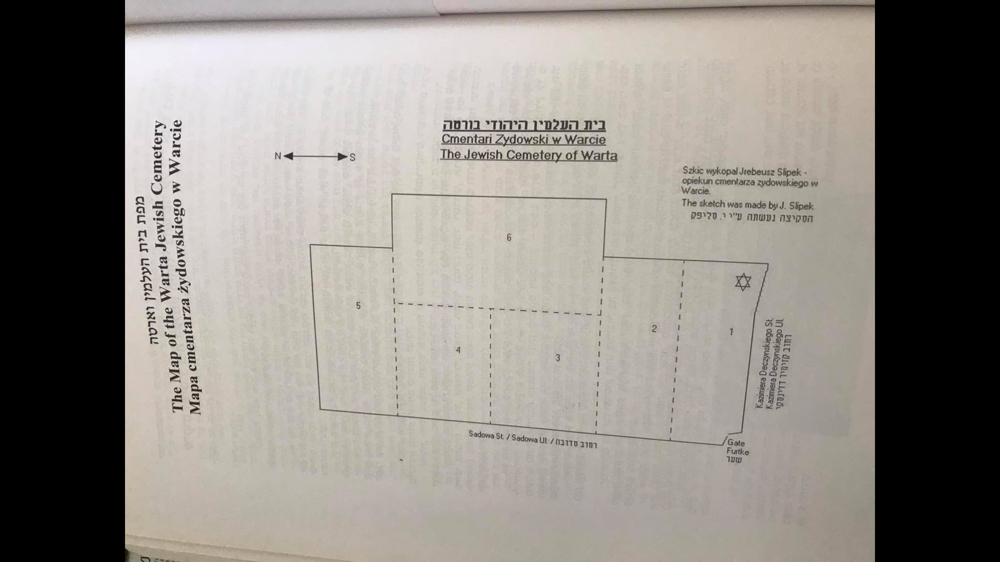 מפת בית העלמין וארטה
The Map of the Warta Jewish Cemetery
Mapa cmentarza żydowskiego w Warcie
בית העלמין היהודי בורטה
Cmentari Zydowski w Warcie
The Jewish Cemetery of Warta
N S
Szkic wykopal Jrebeusz Slipek -
opiekun cmentarza zydowskiego w
Warcie.
The sketch was made by J. Slipek
הסקיצה נעשתה ע"י י. סליפק
6
5
4
3
2
1
Kazimiera Deczynskiego St.
Kazimiera Deczynskiego Ul.
רחוב קזימיר דז'ינסקי
Sadowa St. / Sadowa Ul. / רחוב סדובה
Gate
Furtke
שער